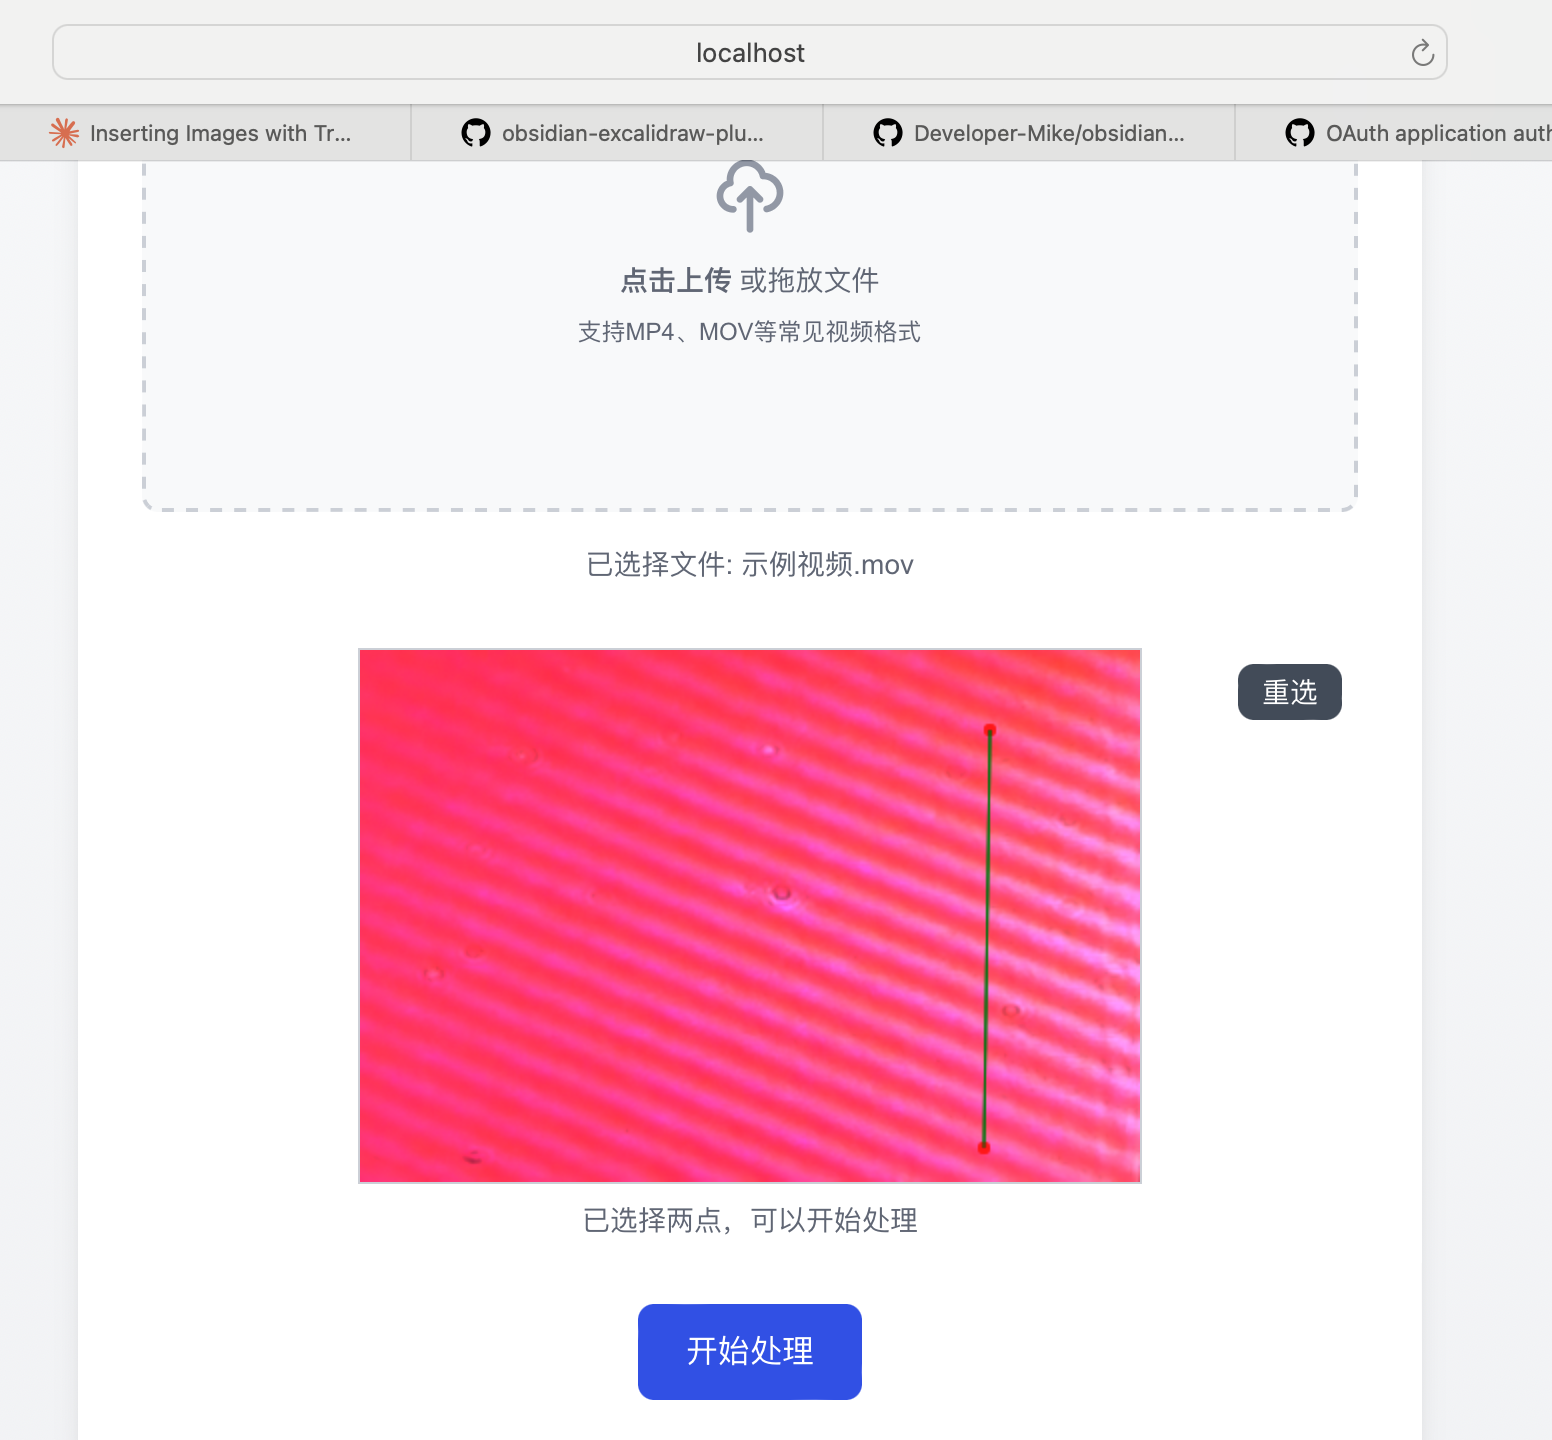 localhost
Inserting Images with Tr...
obsidian-excalidraw-plu...
Developer-Mike/obsidian...
OAuth application auth
点击上传 或拖放文件
支持MP4、MOV等常见视频格式
已选择文件: 示例视频.mov
重选
已选择两点，可以开始处理
开始处理